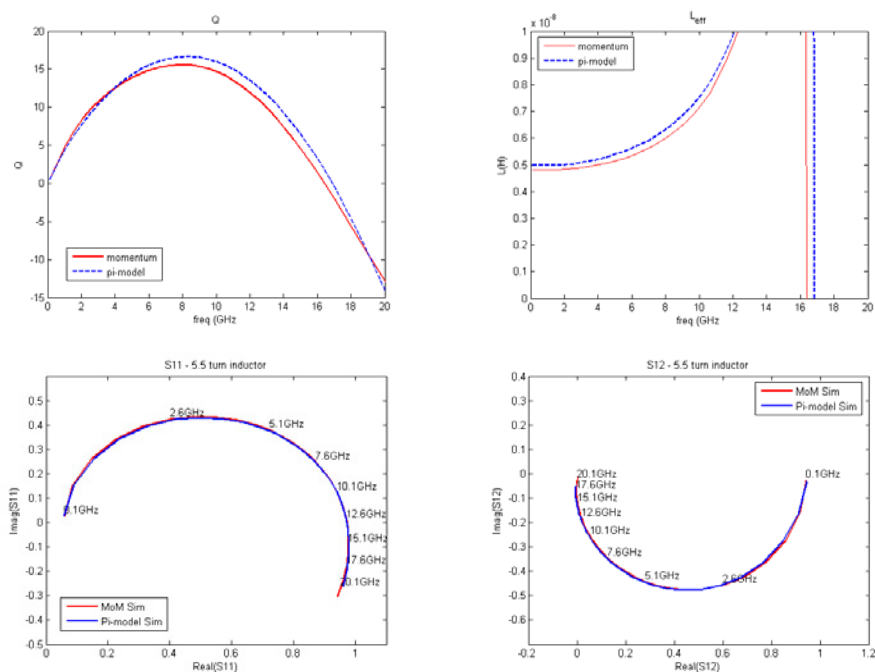 Q
20
15
10
5
0
-5
-10
-15
Q
momentum
pi-model
0 2 4 6 8 10 12 14 16 18 20
freq (GHz
x 10⁻⁸
L_eff
1
0.9
0.8
0.7
0.6
0.5
0.4
0.3
0.2
0.1
0
L(H)
momentum
pi-model
0 2 4 6 8 10 12 14 16 18 20
freq (GHz
S11 - 5.5 turn inductor
0.5
0.4
0.3
0.2
0.1
0
-0.1
-0.2
-0.3
-0.4
-0.5
Imag(S11)
0.1GHz
2.6GHz
5.1GHz
7.6GHz
10.1GHz
12.6GHz
15.1GHz
17.6GHz
20.1GHz
MoM Sim
Pi-model Sim
0 0.2 0.4 0.6 0.8 1
Real(S11)
S12 - 5.5 turn inductor
0.4
0.3
0.2
0.1
0
-0.1
-0.2
-0.3
-0.4
-0.5
-0.6
Imag(S12)
MoM Sim
Pi-model Sim
20.1GHz
17.6GHz
15.1GHz
12.6GHz
10.1GHz
7.6GHz
5.1GHz
2.6GHz
0.1GHz
-0.2 0 0.2 0.4 0.6 0.8 1 1.2
Real(S12)